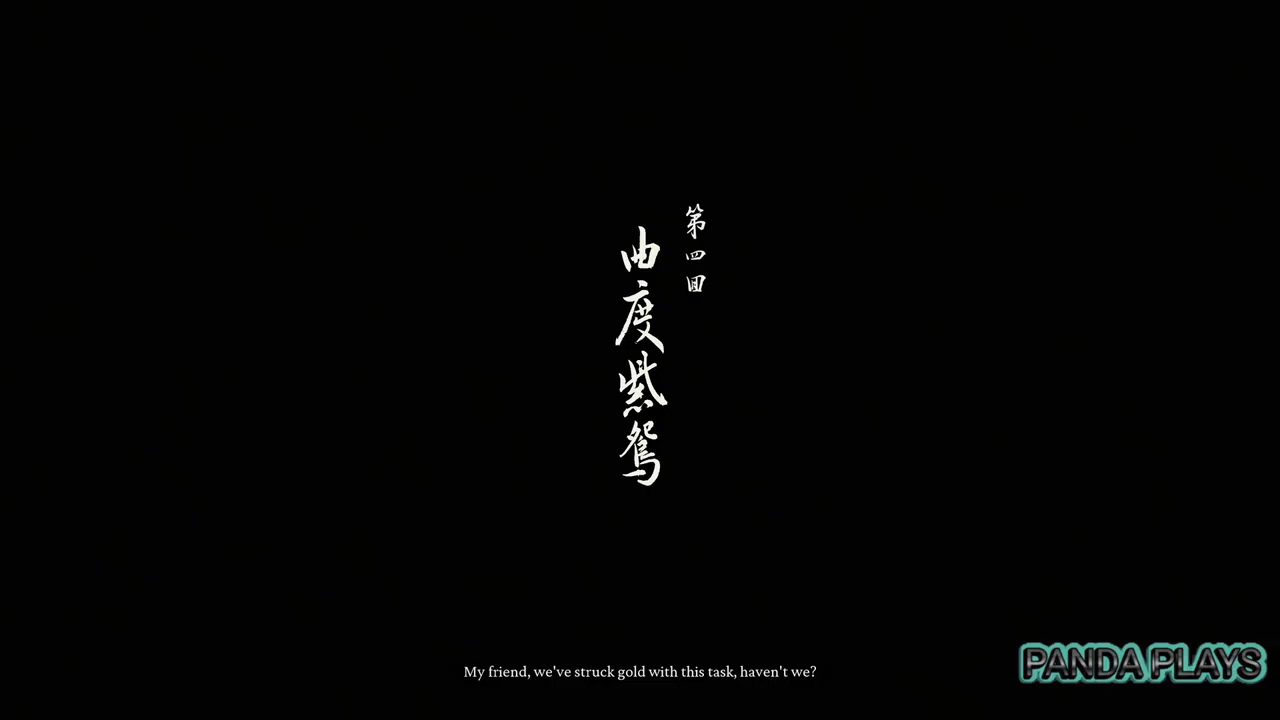 第四回
曲度紫鴛
My friend, we've struck gold with this task, haven't we?
PANDA PLAYS